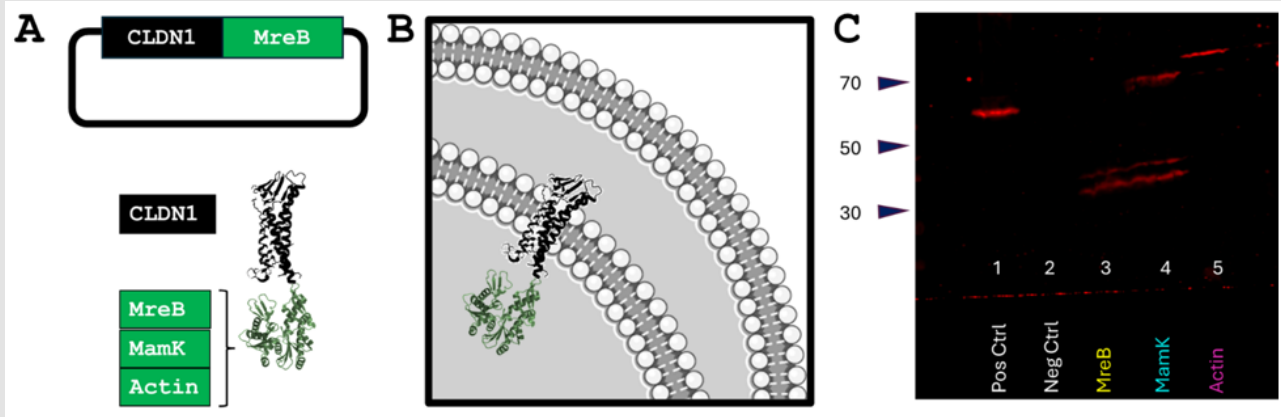 A
CLDN1 MreB
CLDN1
MreB
MamK
Actin
B
C
70
50
30
1 2 3 4 5
Pos Ctrl
Neg Ctrl
MreB
MamK
Actin